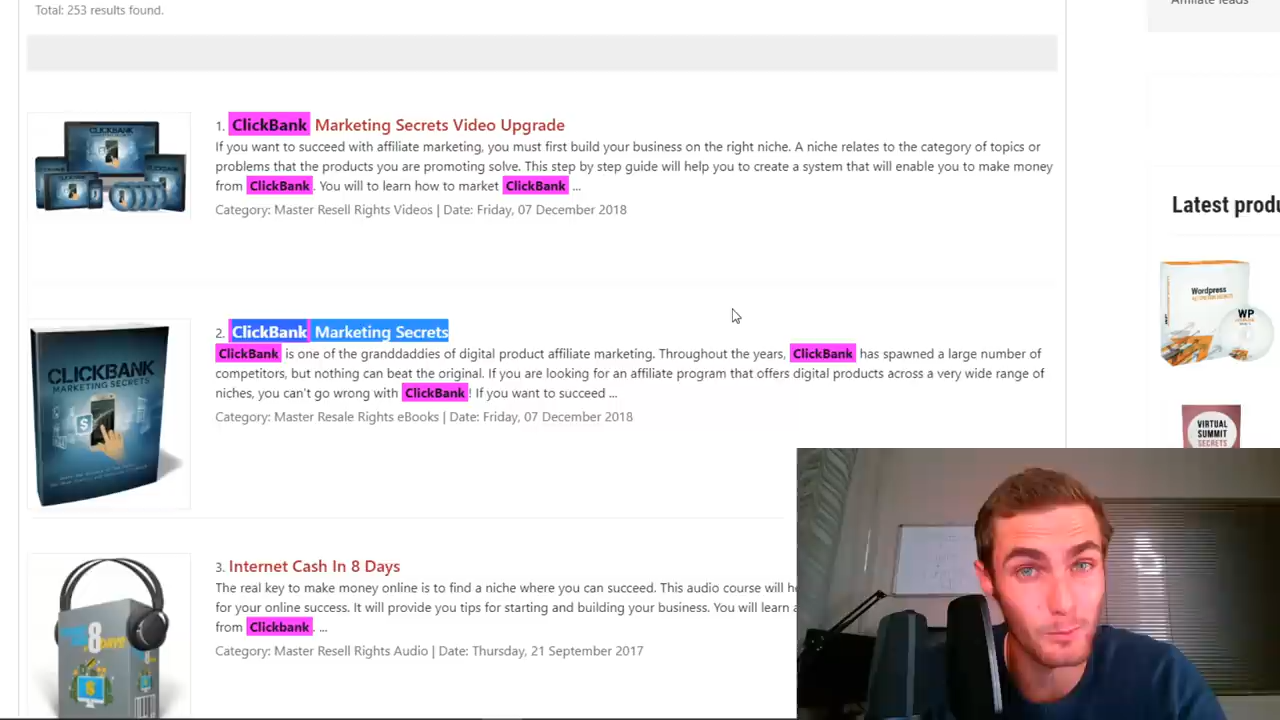 Affiliate leads
Total: 253 results found.
1. ClickBank Marketing Secrets Video Upgrade
If you want to succeed with affiliate marketing, you must first build your business on the right niche. A niche relates to the category of topics or
problems that the products you are promoting solve. This step by step guide will help you to create a system that will enable you to make money
from ClickBank. You will to learn how to market ClickBank ...
Category: Master Resell Rights Videos | Date: Friday, 07 December 2018
CLICKBANK
2. ClickBank Marketing Secrets
ClickBank is one of the granddaddies of digital product affiliate marketing. Throughout the years, ClickBank has spawned a large number of
competitors, but nothing can beat the original. If you are looking for an affiliate program that offers digital products across a very wide range of
niches, you can't go wrong with ClickBank! If you want to succeed ...
Category: Master Resale Rights eBooks | Date: Friday, 07 December 2018
CLICKBANK
MARKETING SECRETS
3. Internet Cash In 8 Days
The real key to make money online is to find a niche where you can succeed. This audio course will
for your online success. It will provide you tips for starting and building your business. You will learn
from Clickbank. ...
Category: Master Resell Rights Audio | Date: Thursday, 21 September 2017
8
DAYS
Latest
Wordpress
WP
VIRTUAL
SUMMIT
SECRETS